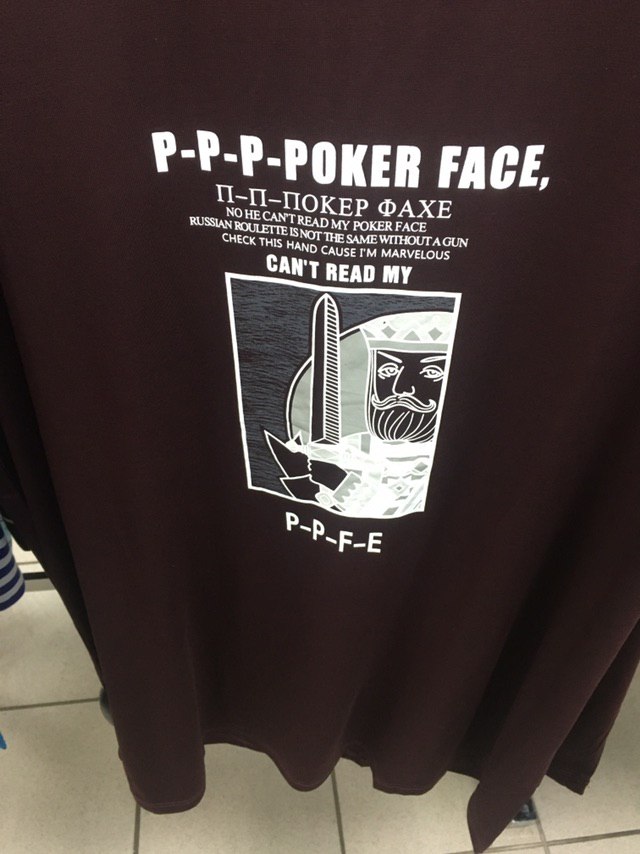 P-P-P-POKER FACE,
П-П-ПОКЕР ФАХЕ
NO HE CAN'T READ MY POKER FACE
RUSSIAN ROULETTE IS NOT THE SAME WITHOUT A GUN
CHECK THIS HAND CAUSE I'M MARVELOUS
CAN'T READ MY
P-P-F-E